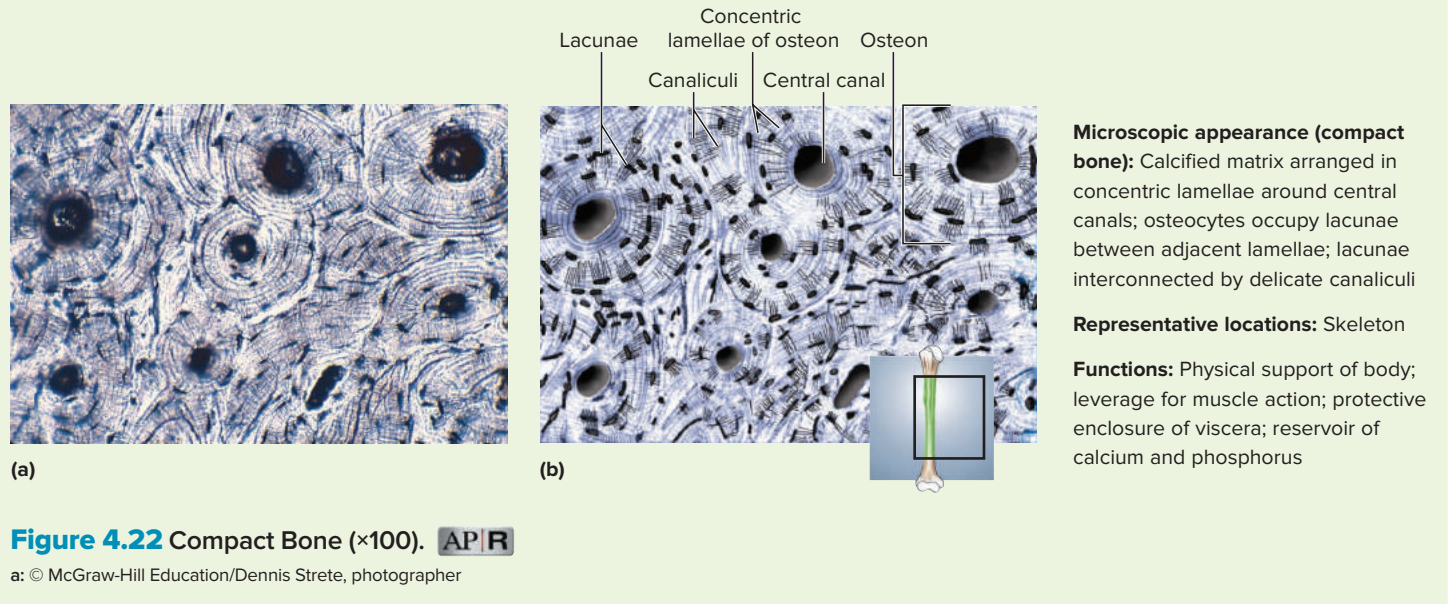 Concentric
Lacunae lamellae of osteon Osteon
Canaliculi Central canal
Microscopic appearance (compact
bone): Calcified matrix arranged in
concentric lamellae around central
canals; osteocytes occupy lacunae
between adjacent lamellae; lacunae
interconnected by delicate canaliculi
Representative locations: Skeleton
Functions: Physical support of body;
leverage for muscle action; protective
enclosure of viscera; reservoir of
calcium and phosphorus
(a) (b)
Figure 4.22 Compact Bone (×100). AP|R
a: © McGraw-Hill Education/Dennis Strete, photographer